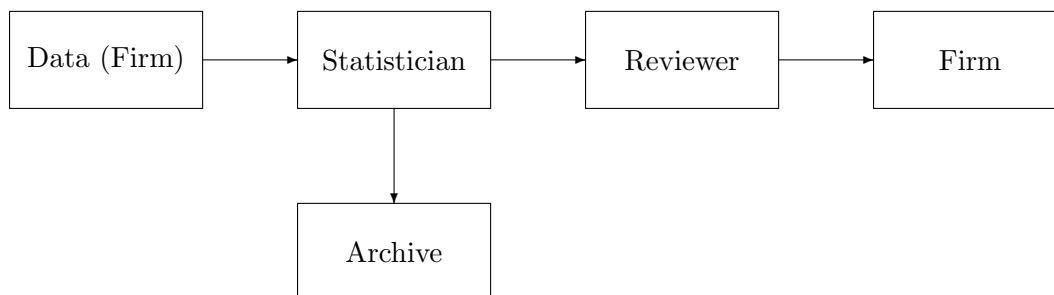 Data (Firm)
Statistician
Reviewer
Firm
Archive